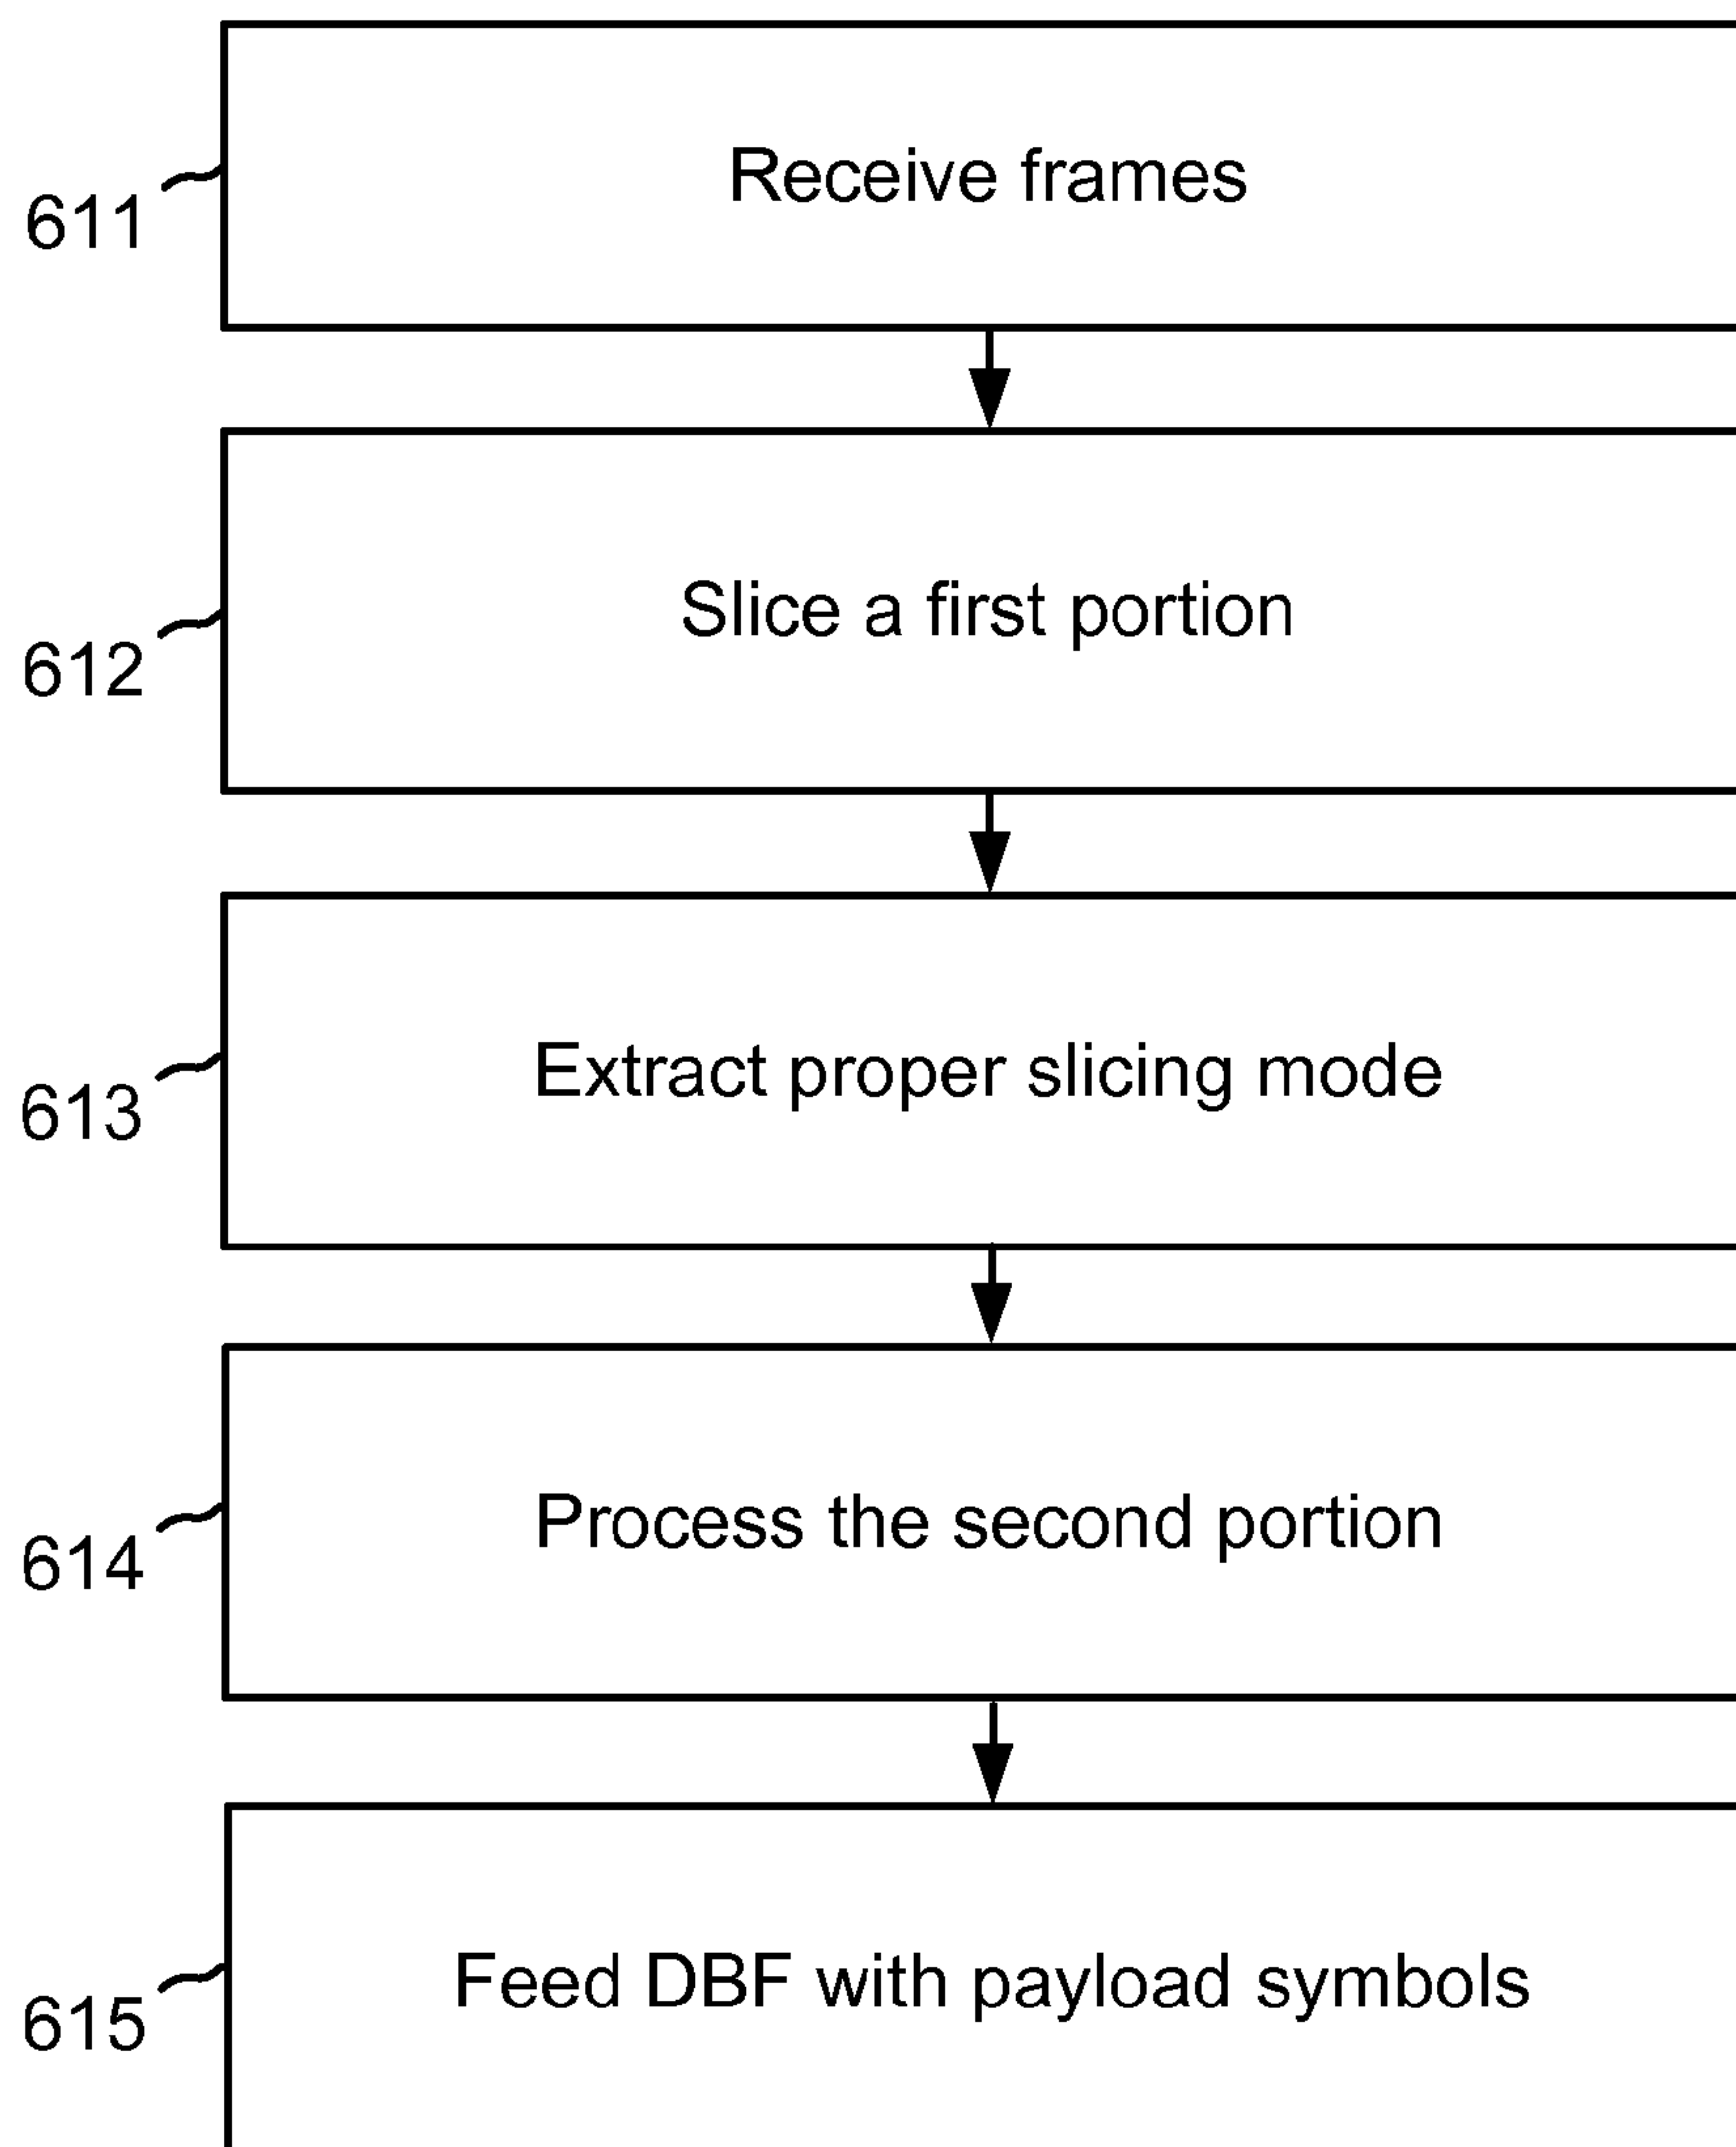 Receive frames
611
Slice a first portion
612
Extract proper slicing mode
613
Process the second portion
614
Feed DBF with payload symbols
615